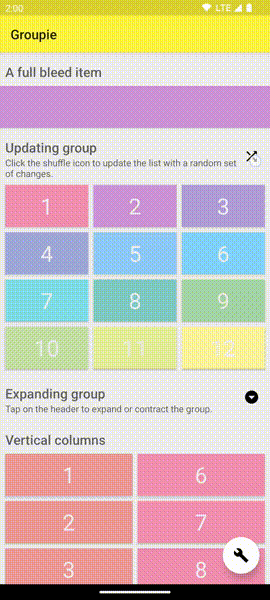 2:00 LTE
Groupie
A full bleed item
Updating group
Click the shuffle icon to update the list with a random set
of changes.
1 2 3
4 5 6
7 8 9
10 11 12
Expanding group
Tap on the header to expand or contract the group.
Vertical columns
1 6
2 7
3 8